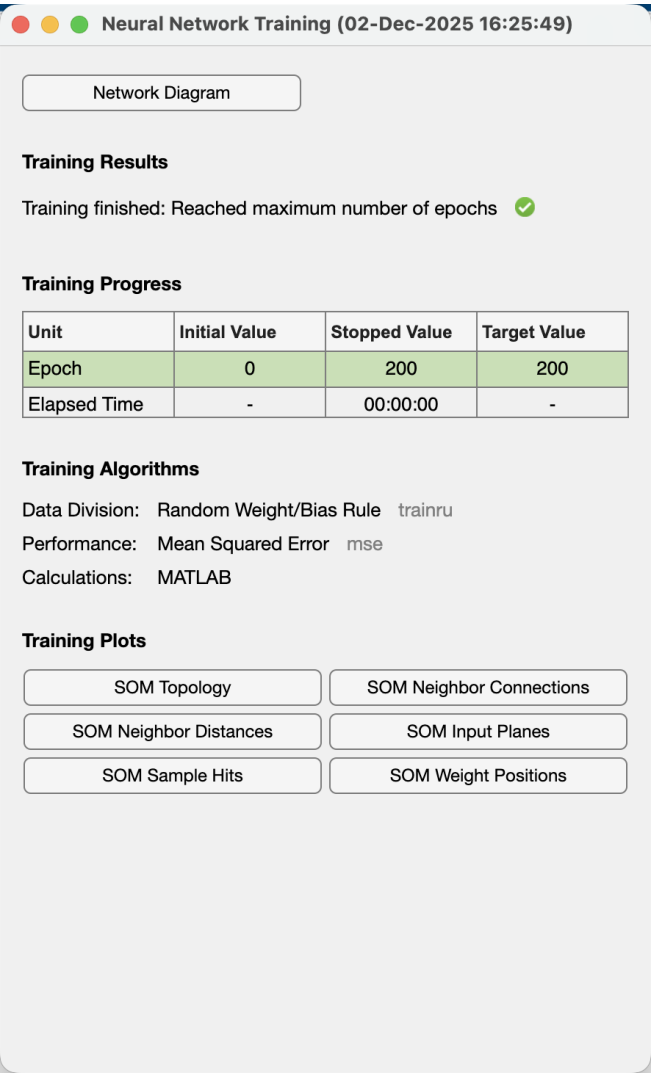 Neural Network Training (02-Dec-2025 16:25:49)
Network Diagram
Training Results
Training finished: Reached maximum number of epochs
Training Progress
Unit Initial Value Stopped Value Target Value
Epoch 0 200 200
Elapsed Time - 00:00:00 -
Training Algorithms
Data Division: Random Weight/Bias Rule trainru
Performance: Mean Squared Error mse
Calculations: MATLAB
Training Plots
SOM Topology SOM Neighbor Connections
SOM Neighbor Distances SOM Input Planes
SOM Sample Hits SOM Weight Positions